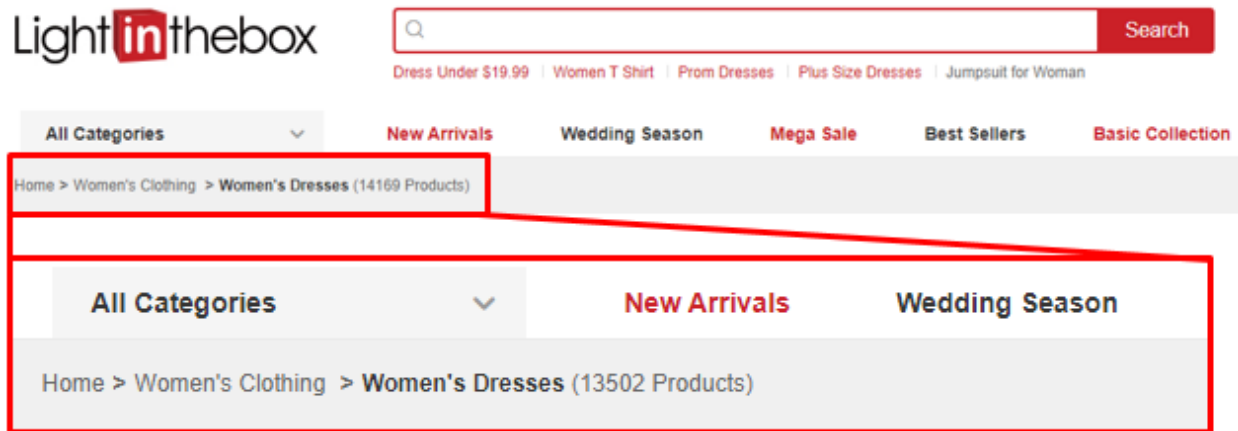 Lightinthebox
Search
Dress Under $19.99 | Women T Shirt | Prom Dresses | Plus Size Dresses | Jumpsuit for Woman
All Categories New Arrivals Wedding Season Mega Sale Best Sellers Basic Collection
Home > Women's Clothing > Women's Dresses (14169 Products)
All Categories New Arrivals Wedding Season
Home > Women's Clothing > Women's Dresses (13502 Products)